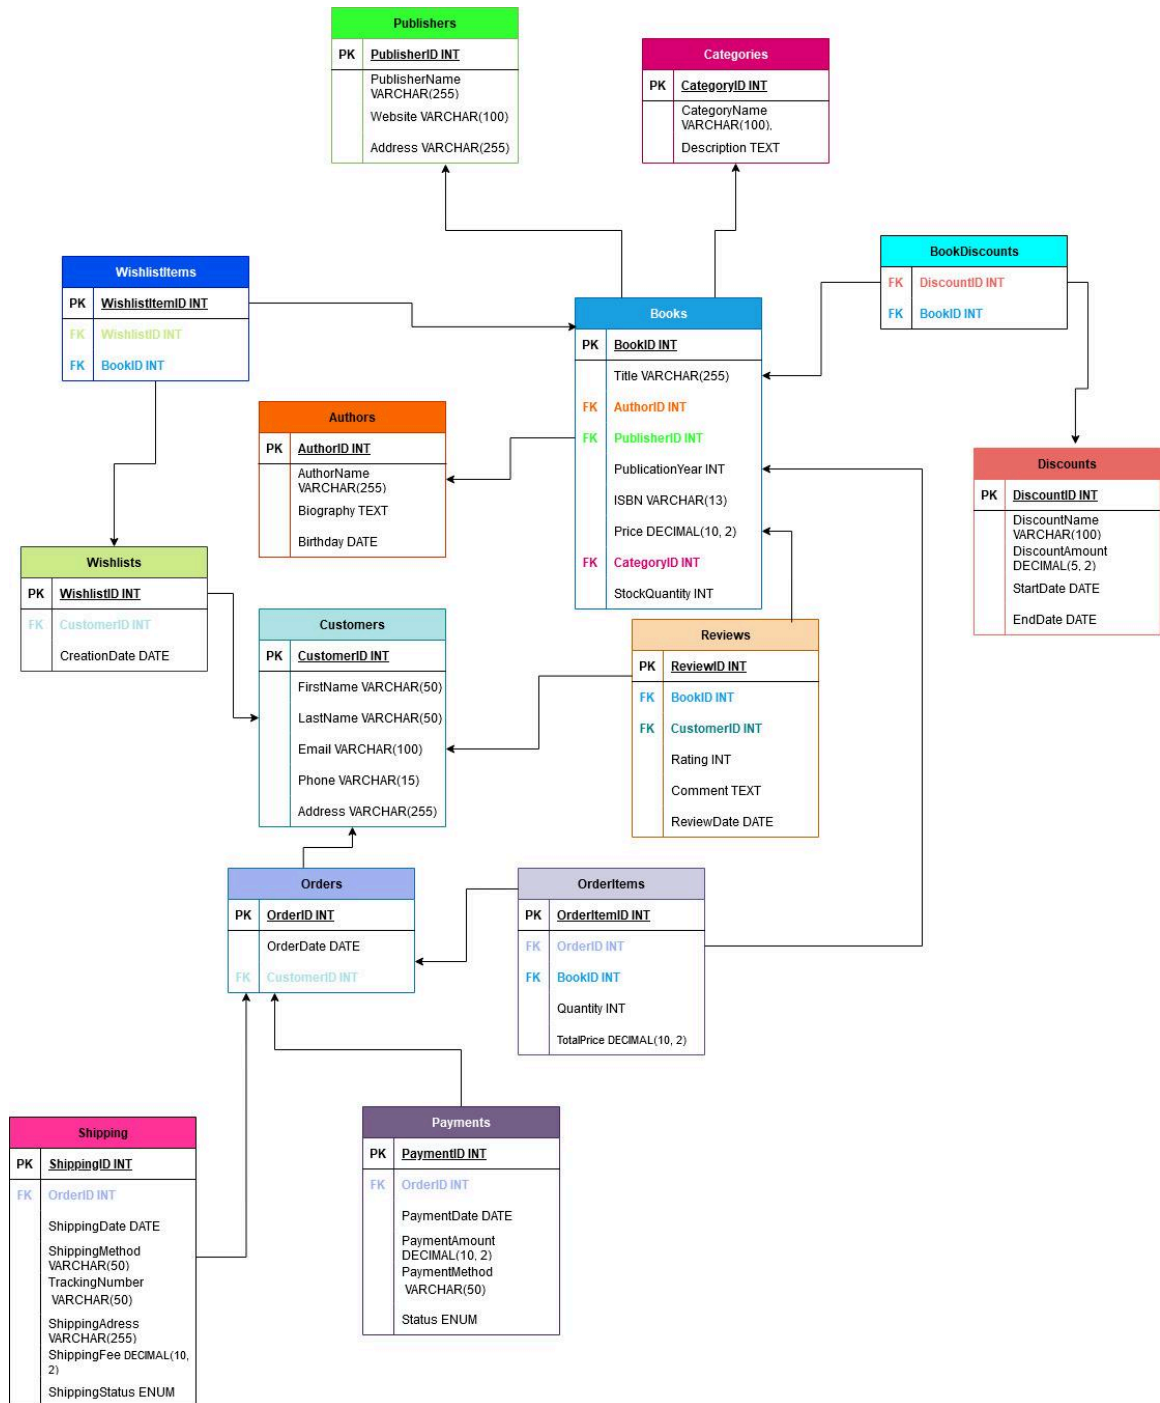 Publishers
PK PublisherID INT
PublisherName
VARCHAR(255)
Website VARCHAR(100)
Address VARCHAR(255)
Categories
PK CategoryID INT
CategoryName
VARCHAR(100),
Description TEXT
WishlistItems
PK WishlistItemID INT
FK WishlistID INT
FK BookID INT
BookDiscounts
FK DiscountID INT
FK BookID INT
Books
PK BookID INT
Title VARCHAR(255)
FK AuthorID INT
FK PublisherID INT
PublicationYear INT
ISBN VARCHAR(13)
Price DECIMAL(10, 2)
FK CategoryID INT
StockQuantity INT
Authors
PK AuthorID INT
AuthorName
VARCHAR(255)
Biography TEXT
Birthday DATE
Discounts
PK DiscountID INT
DiscountName
VARCHAR(100)
DiscountAmount
DECIMAL(5, 2)
StartDate DATE
EndDate DATE
Wishlists
PK WishlistID INT
FK CustomerID INT
CreationDate DATE
Customers
PK CustomerID INT
FirstName VARCHAR(50)
LastName VARCHAR(50)
Email VARCHAR(100)
Phone VARCHAR(15)
Address VARCHAR(255)
Reviews
PK ReviewID INT
FK BookID INT
FK CustomerID INT
Rating INT
Comment TEXT
ReviewDate DATE
Orders
PK OrderID INT
OrderDate DATE
FK CustomerID INT
OrderItems
PK OrderItemID INT
FK OrderID INT
FK BookID INT
Quantity INT
TotalPrice DECIMAL(10, 2)
Shipping
PK ShippingID INT
FK OrderID INT
ShippingDate DATE
ShippingMethod
VARCHAR(50)
TrackingNumber
VARCHAR(50)
ShippingAdress
VARCHAR(255)
ShippingFee DECIMAL(10,
2)
ShippingStatus ENUM
Payments
PK PaymentID INT
FK OrderID INT
PaymentDate DATE
PaymentAmount
DECIMAL(10, 2)
PaymentMethod
VARCHAR(50)
Status ENUM